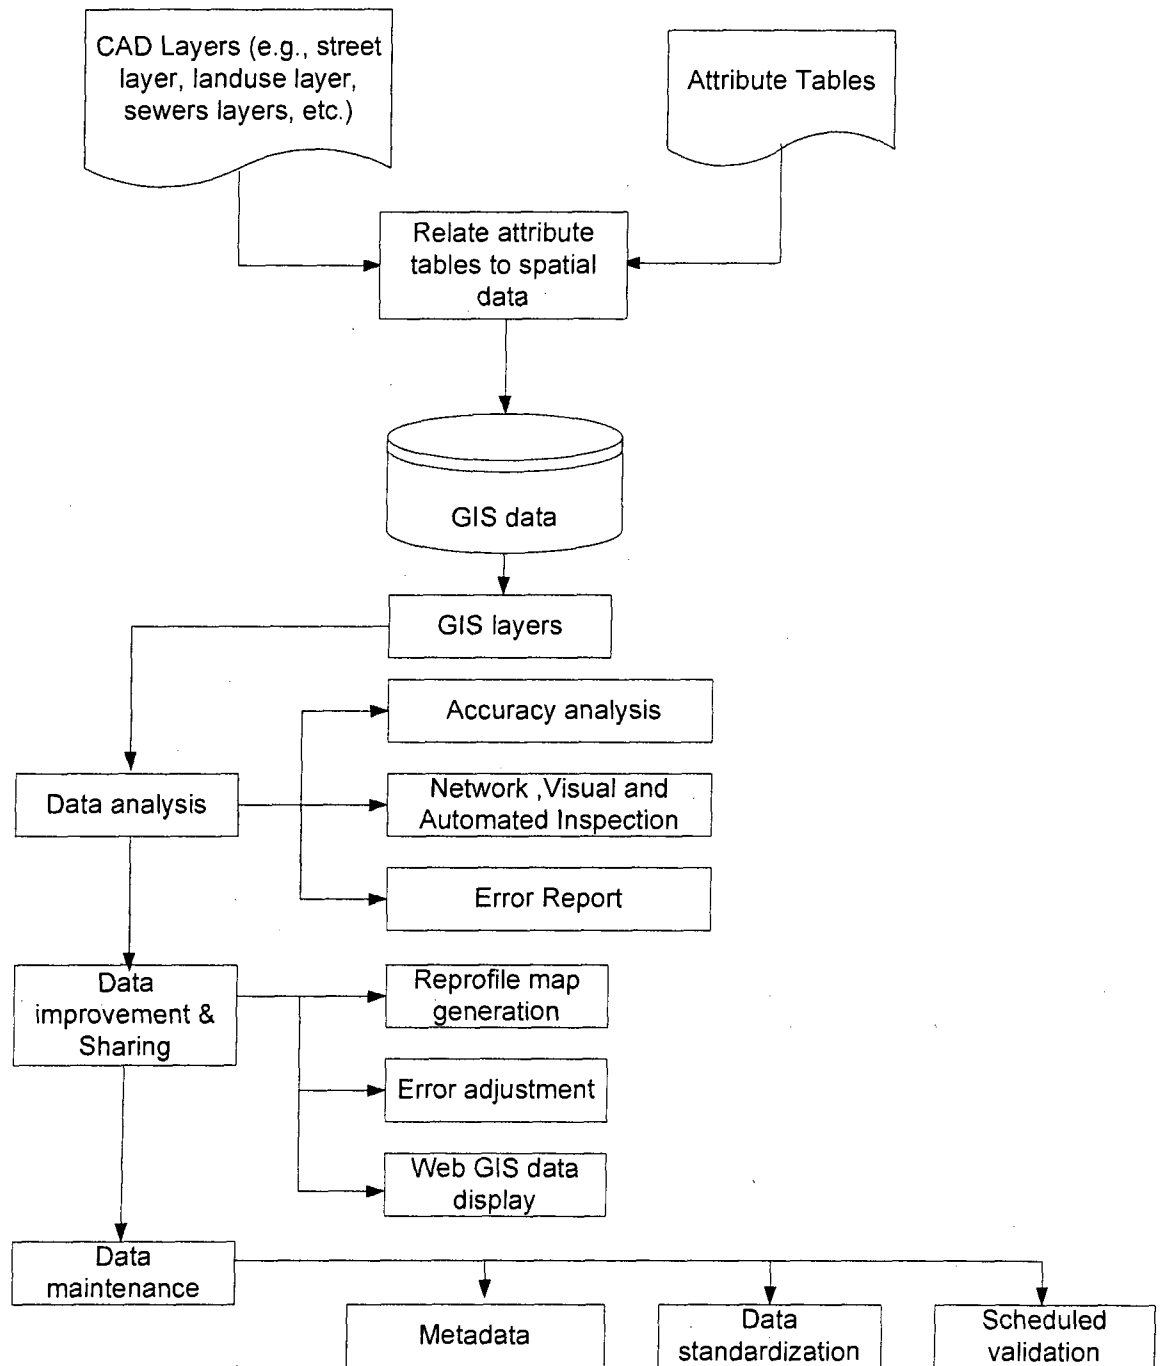 CAD Layers (e.g., street
layer, landuse layer,
sewers layers, etc.)
Attribute Tables
Relate attribute
tables to spatial
data
GIS data
GIS layers
Accuracy analysis
Data analysis
Network ,Visual and
Automated Inspection
Error Report
Data
improvement &
Sharing
Reprofile map
generation
Error adjustment
Web GIS data
display
Data
maintenance
Metadata
Data
standardization
Scheduled
validation